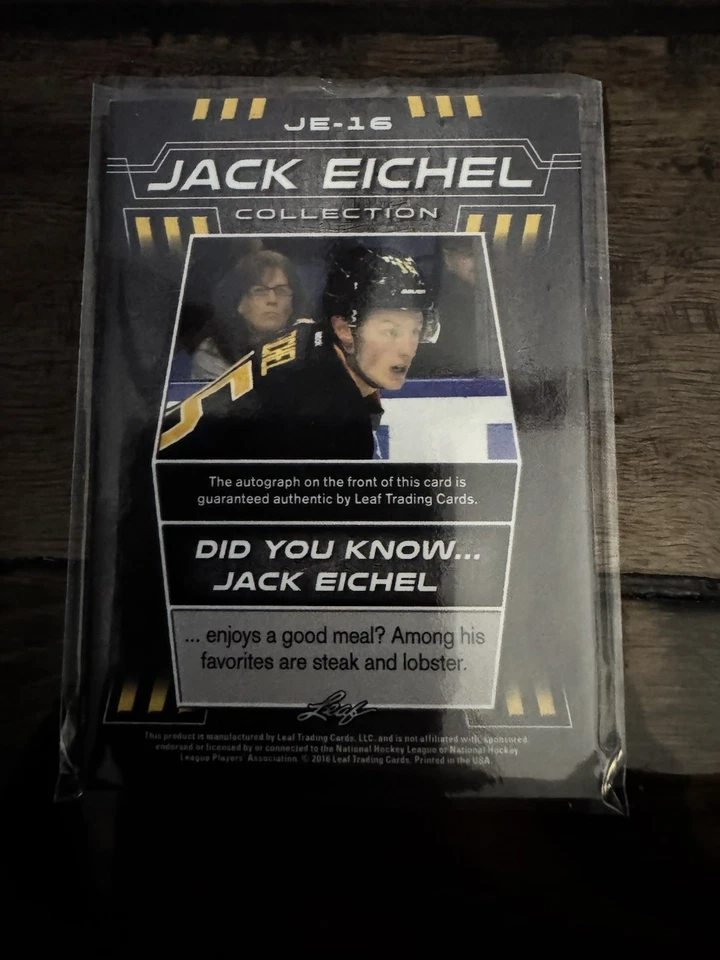 JE-16
JACK EICHEL
COLLECTION
The autograph on the front of this card is
guaranteed authentic by Leaf Trading Cards.
DID YOU KNOW...
JACK EICHEL
... enjoys a good meal? Among his
favorites are steak and lobster.
Leaf
This product is manufactured by Leaf Trading Cards, LLC. and is not affiliated with, sponsored,
endorsed or licensed by or connected to the National Hockey League or National Hockey
League Players' Association. © 2016 Leaf Trading Cards. Printed in the USA